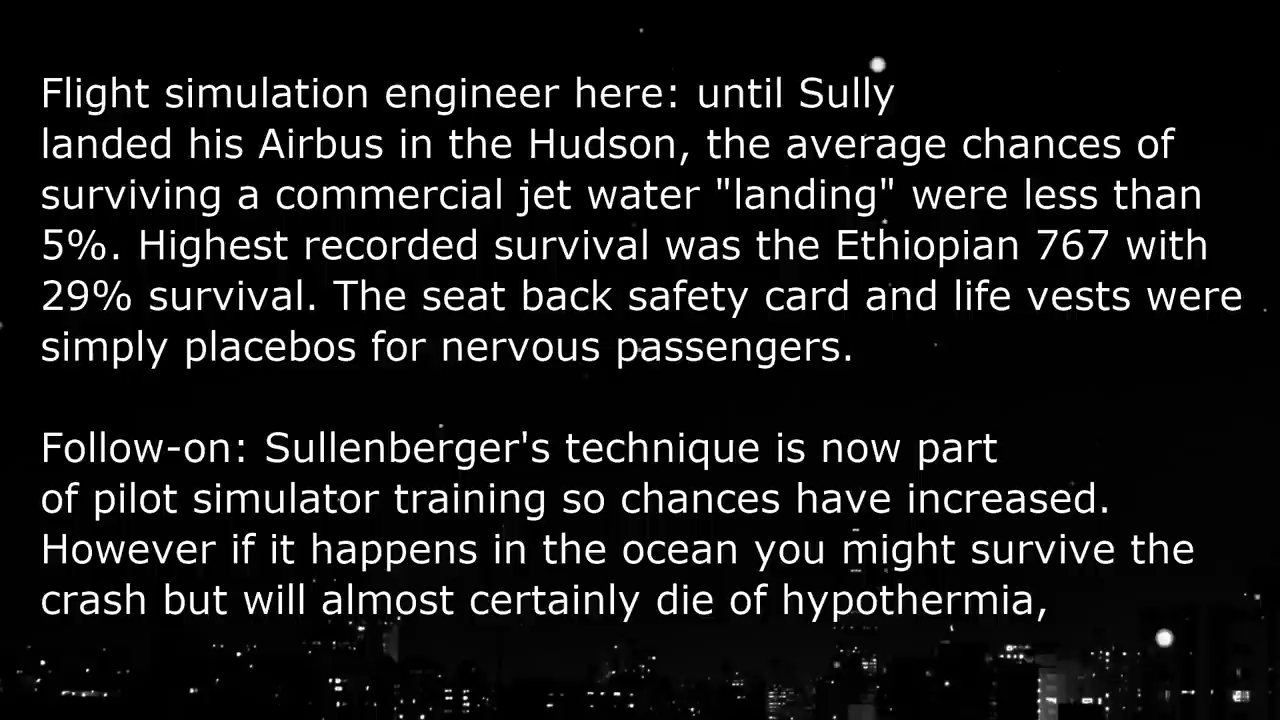 Flight simulation engineer here: until Sully
landed his Airbus in the Hudson, the average chances of
surviving a commercial jet water "landing" were less than
5%. Highest recorded survival was the Ethiopian 767 with
29% survival. The seat back safety card and life vests were
simply placebos for nervous passengers.

Follow-on: Sullenberger's technique is now part
of pilot simulator training so chances have increased.
However if it happens in the ocean you might survive the
crash but will almost certainly die of hypothermia,